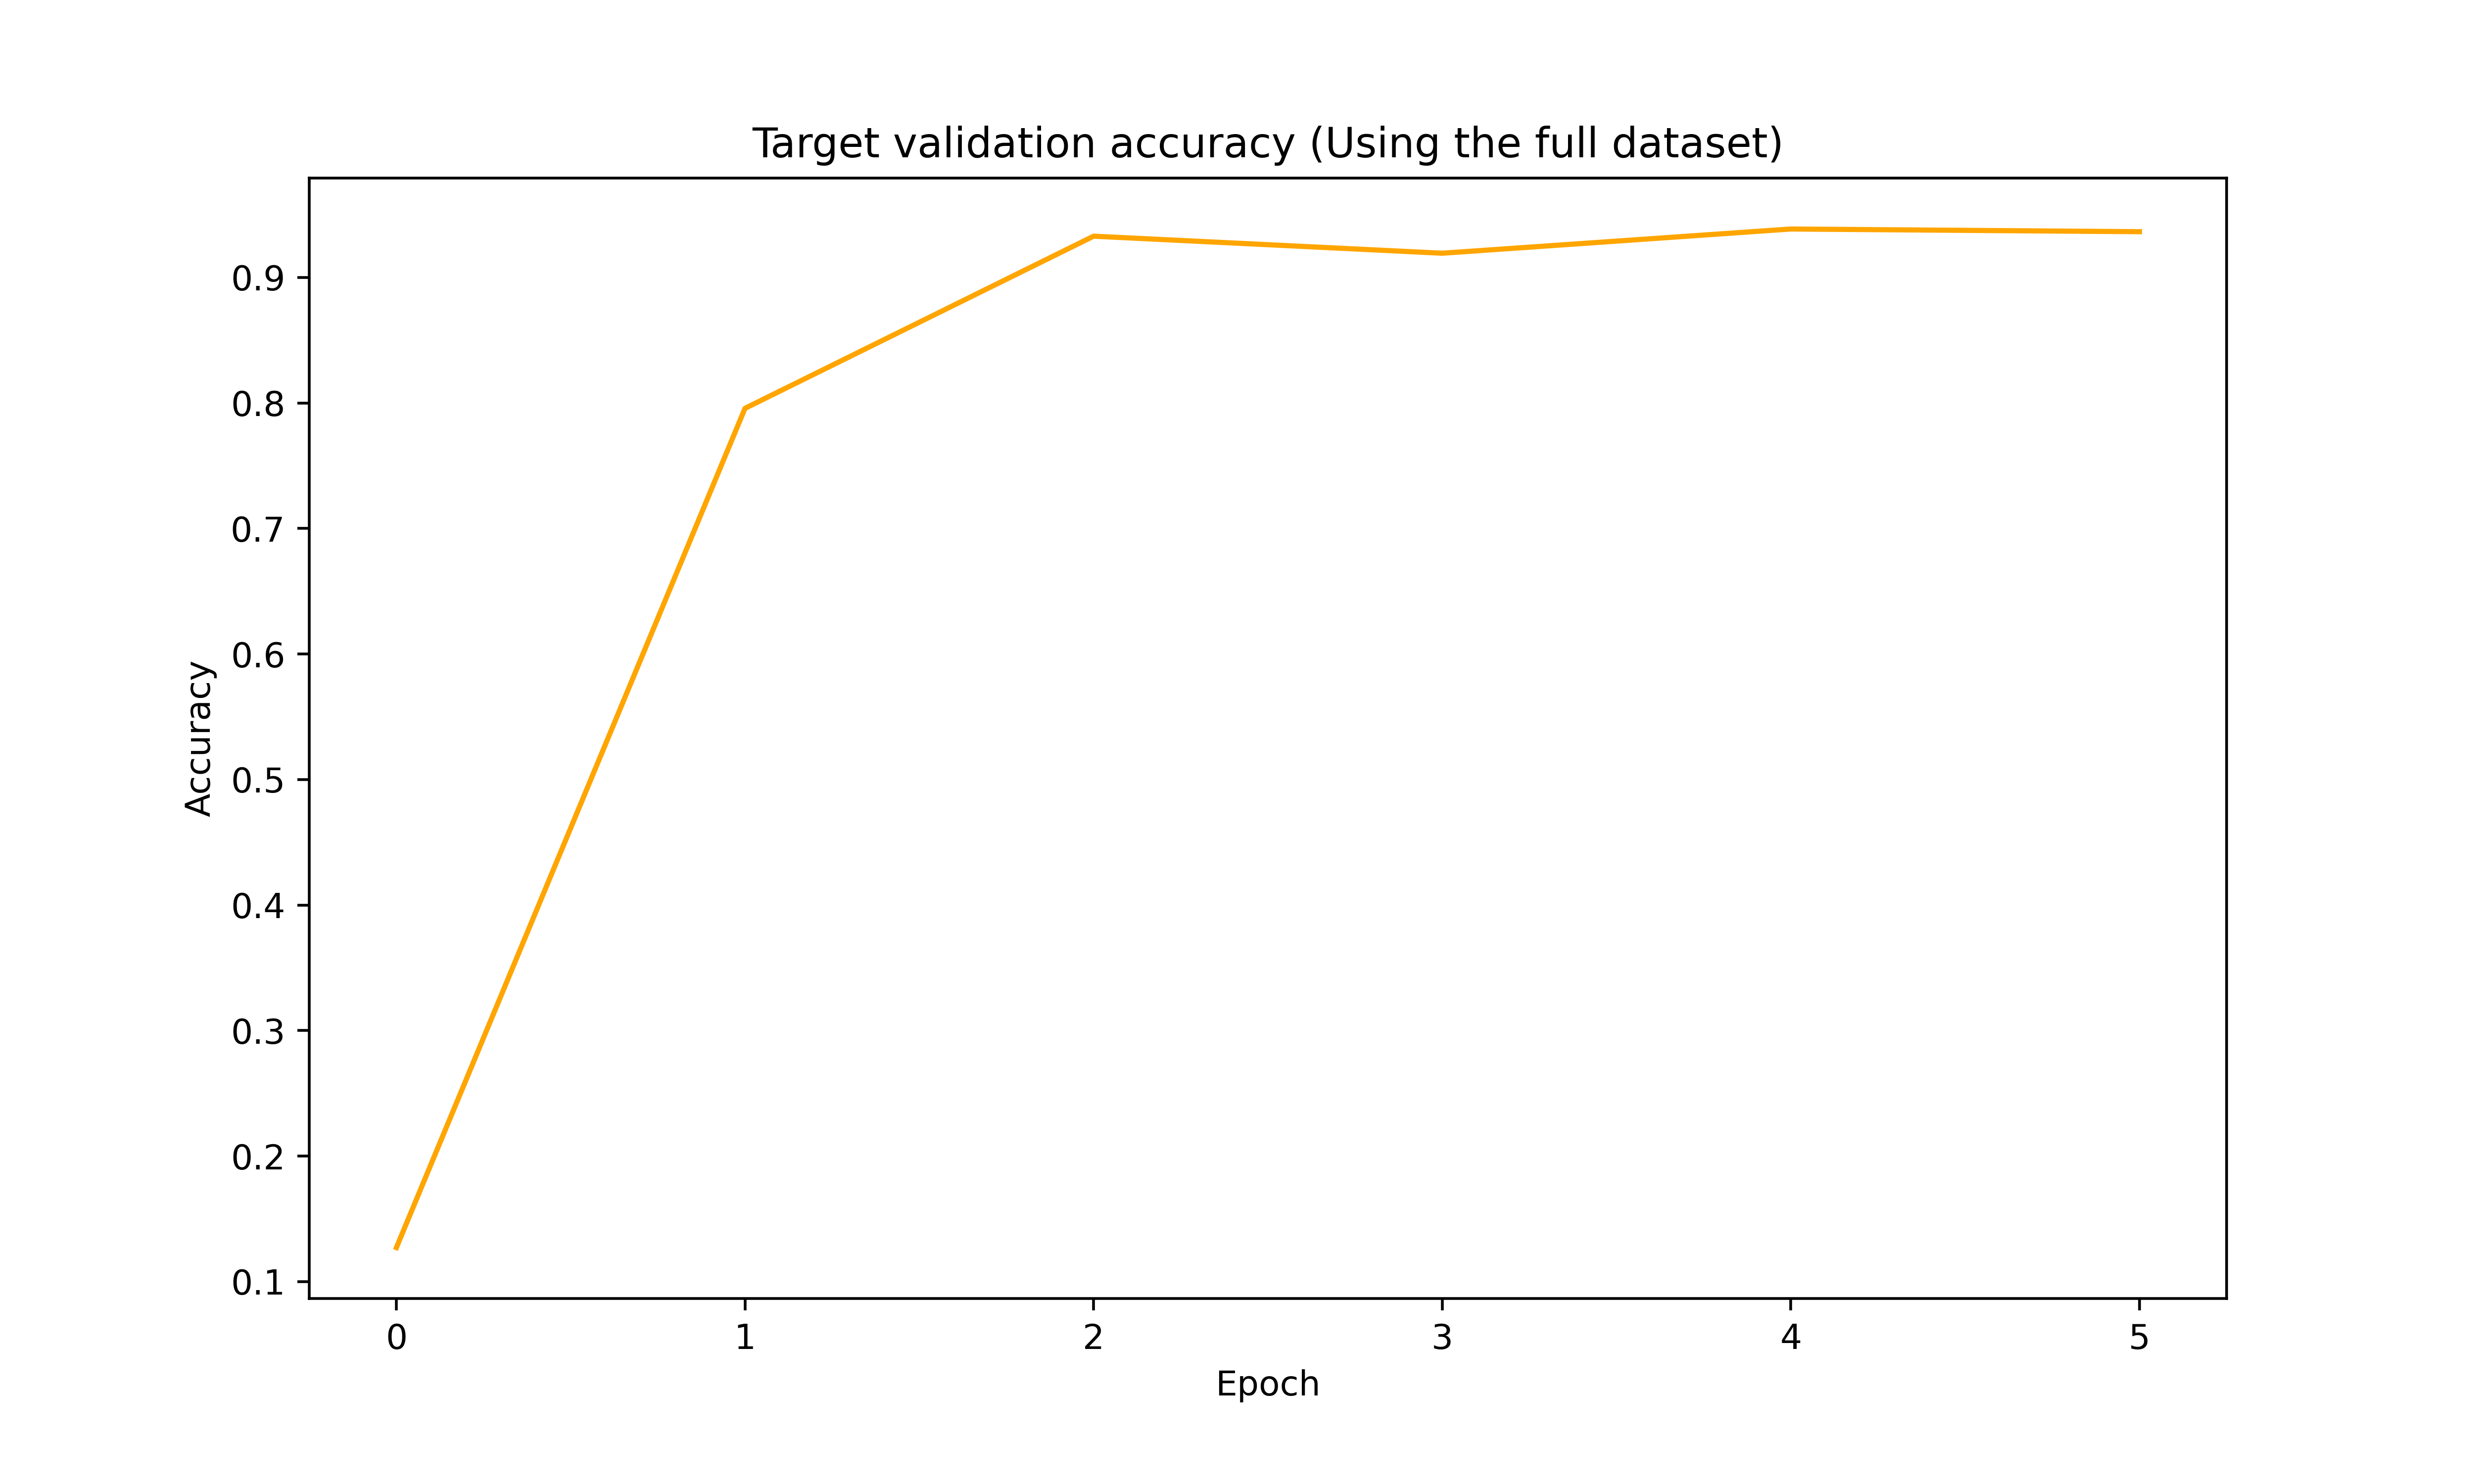 Target validation accuracy (Using the full dataset)
Accuracy
0.9
0.8
0.7
0.6
0.5
0.4
0.3
0.2
0.1
0 1 2 3 4 5
Epoch